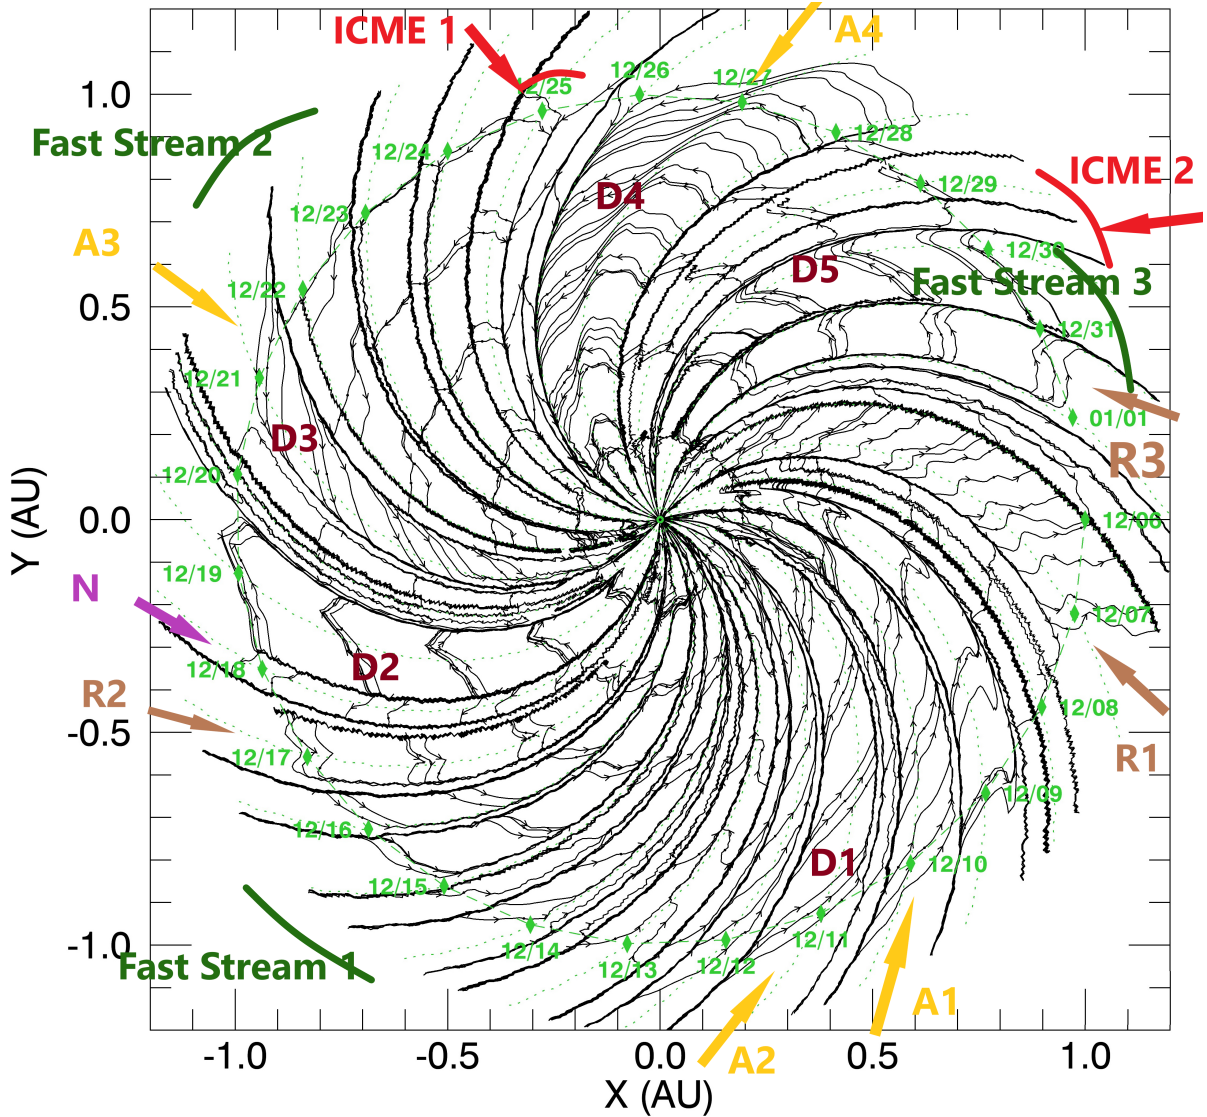 ICME 1
A4
12/26
12/27
12/25
1.0
Fast Stream 2
12/24
12/28
ICME 2
12/29
D4
12/23
A3
12/30
D5
Fast Stream 3
12/22
0.5
12/31
12/21
01/01
D3
R3
12/20
Y (AU)
0.0
12/06
12/19
N
12/07
D2
12/18
R2
12/08
-0.5
12/17
R1
12/09
12/16
D1
12/10
12/15
12/11
12/14
-1.0
12/12
Fast Stream 1
12/13
A1
A2
-1.0
-0.5
0.0
0.5
1.0
X (AU)